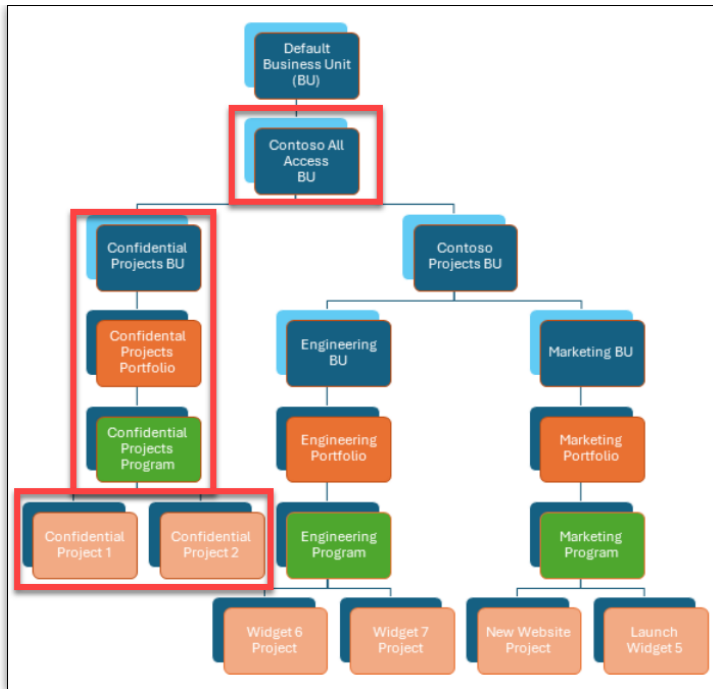 Default
Business Unit
(BU)
Contoso All
Access
BU
Confidential
Projects BU
Contoso
Projects BU
Confidental
Projects
Portfolio
Engineering
BU
Marketing BU
Confidential
Projects
Program
Engineering
Portfolio
Marketing
Portfolio
Confidential
Project 1
Confidential
Project 2
Engineering
Program
Marketing
Program
Widget 6
Project
Widget 7
Project
New Website
Project
Launch
Widget 5